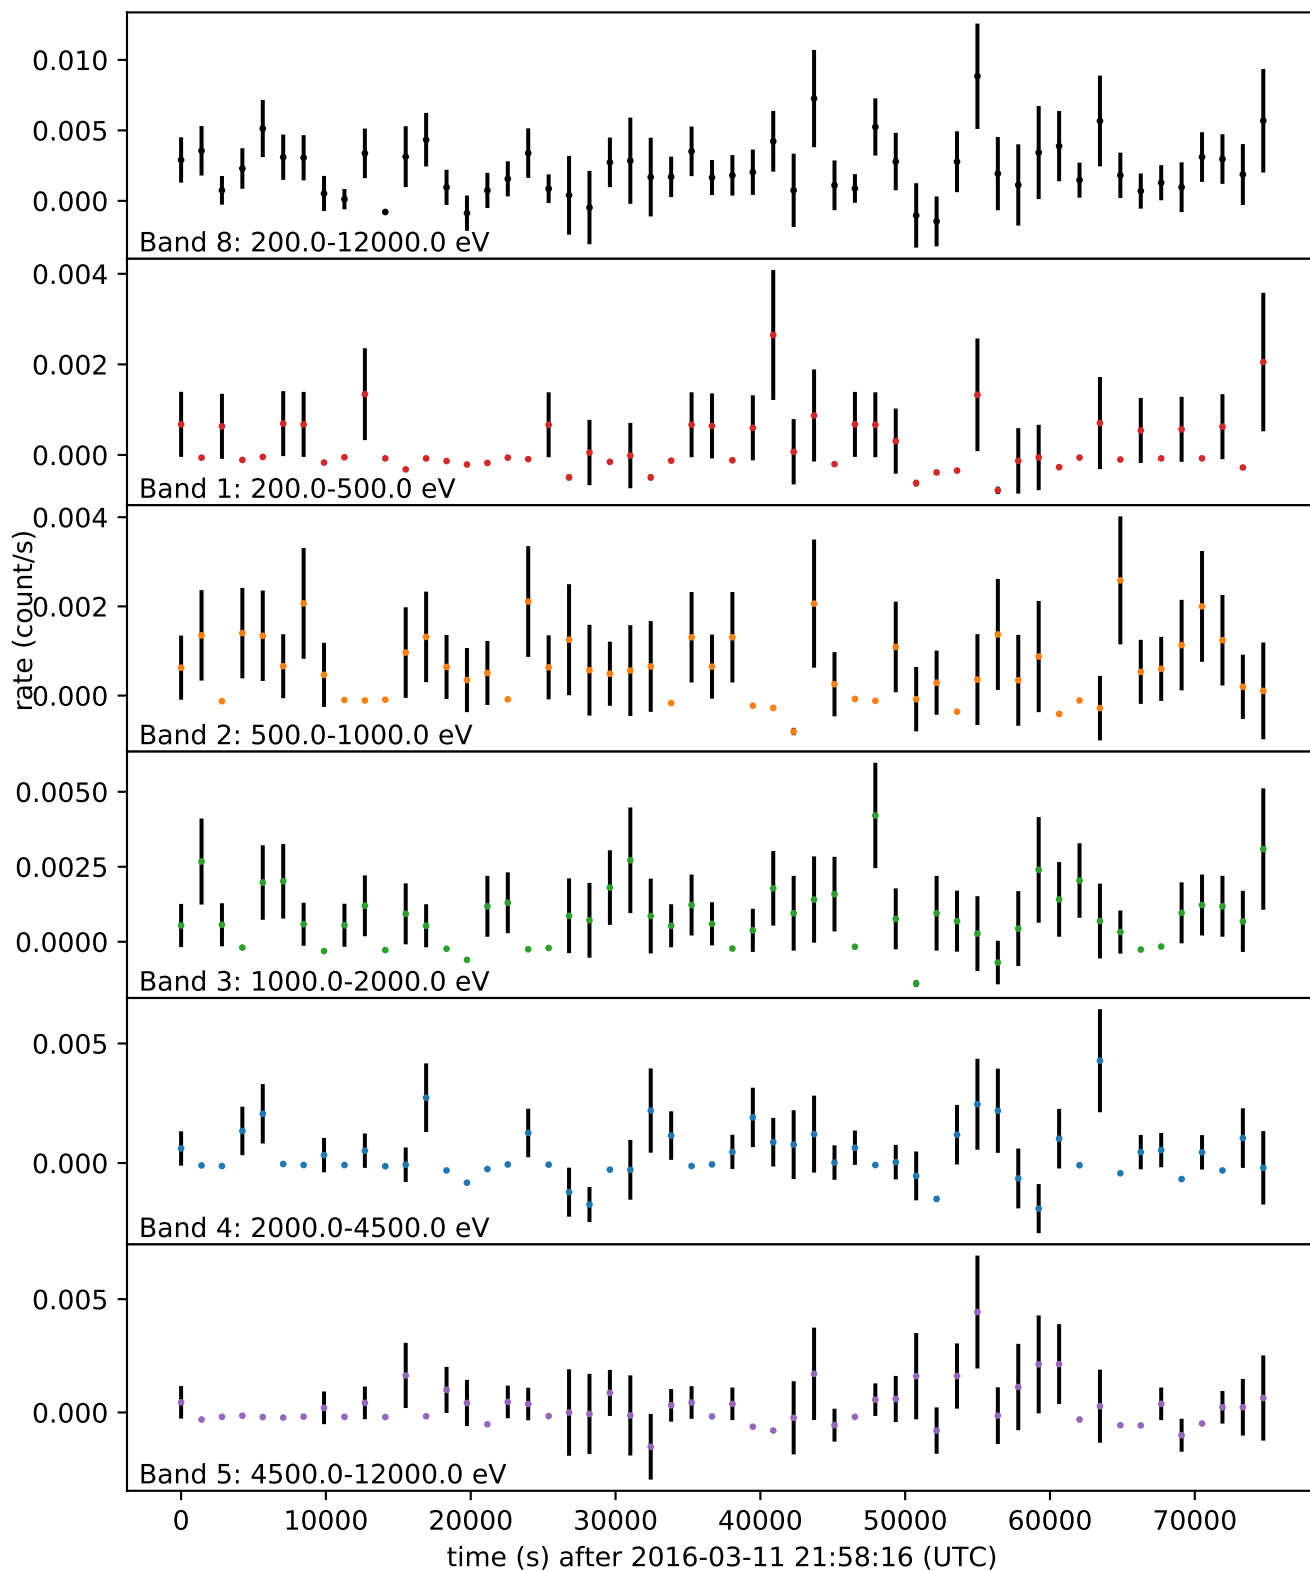 0.010
0.005
0.000
Band 8: 200.0-12000.0 eV
0.004
0.002
0.000
Band 1: 200.0-500.0 eV
rate (count/s)
0.004
0.002
0.000
Band 2: 500.0-1000.0 eV
0.0050
0.0025
0.0000
Band 3: 1000.0-2000.0 eV
0.005
0.000
Band 4: 2000.0-4500.0 eV
0.005
0.000
Band 5: 4500.0-12000.0 eV
0 10000 20000 30000 40000 50000 60000 70000
time (s) after 2016-03-11 21:58:16 (UTC)